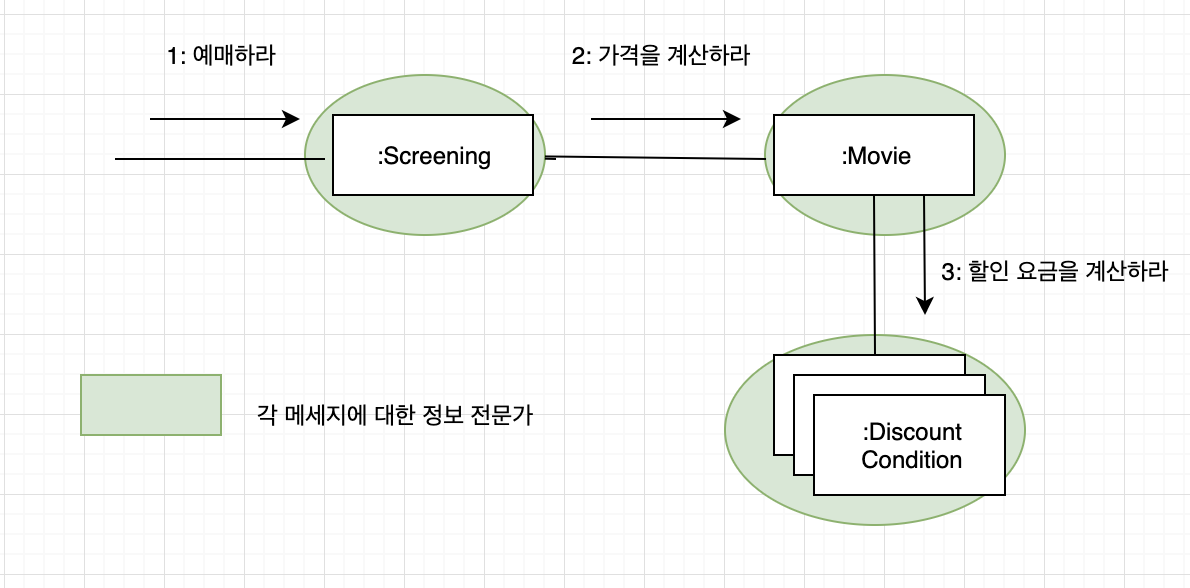 1: 예매하라
2: 가격을 계산하라
:Screening
:Movie
3: 할인 요금을 계산하라
각 메세지에 대한 정보 전문가
:Discount
Condition